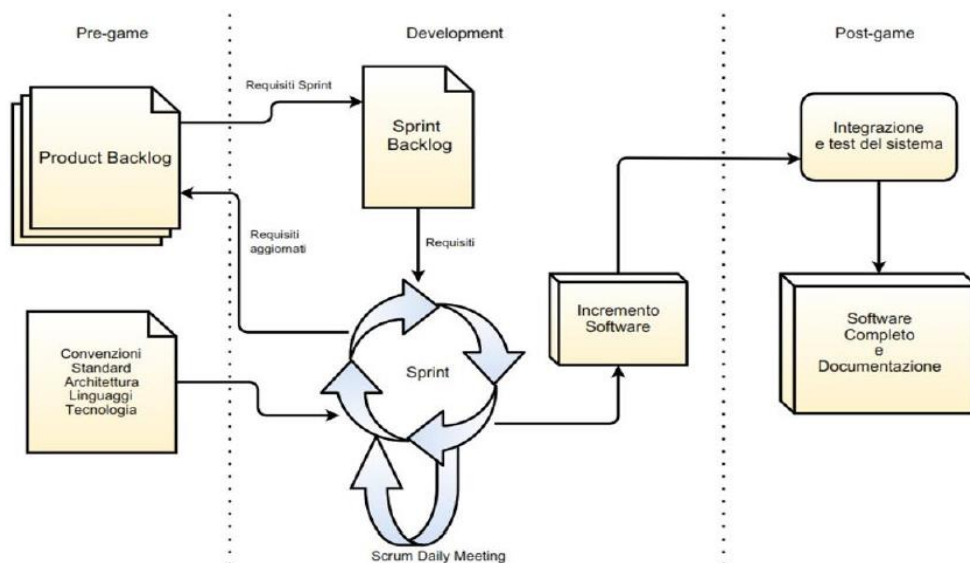 Pre-game
Development
Post-game
Requisiti Sprint
Product Backlog
Sprint
Backlog
Integrazione
e test del sistema
Requisiti
aggiornati
Requisiti
Convenzioni
Standard
Architettura
Linguaggi
Tecnologia
Sprint
Incremento
Software
Software
Completo
e
Documentazione
Scrum Daily Meeting